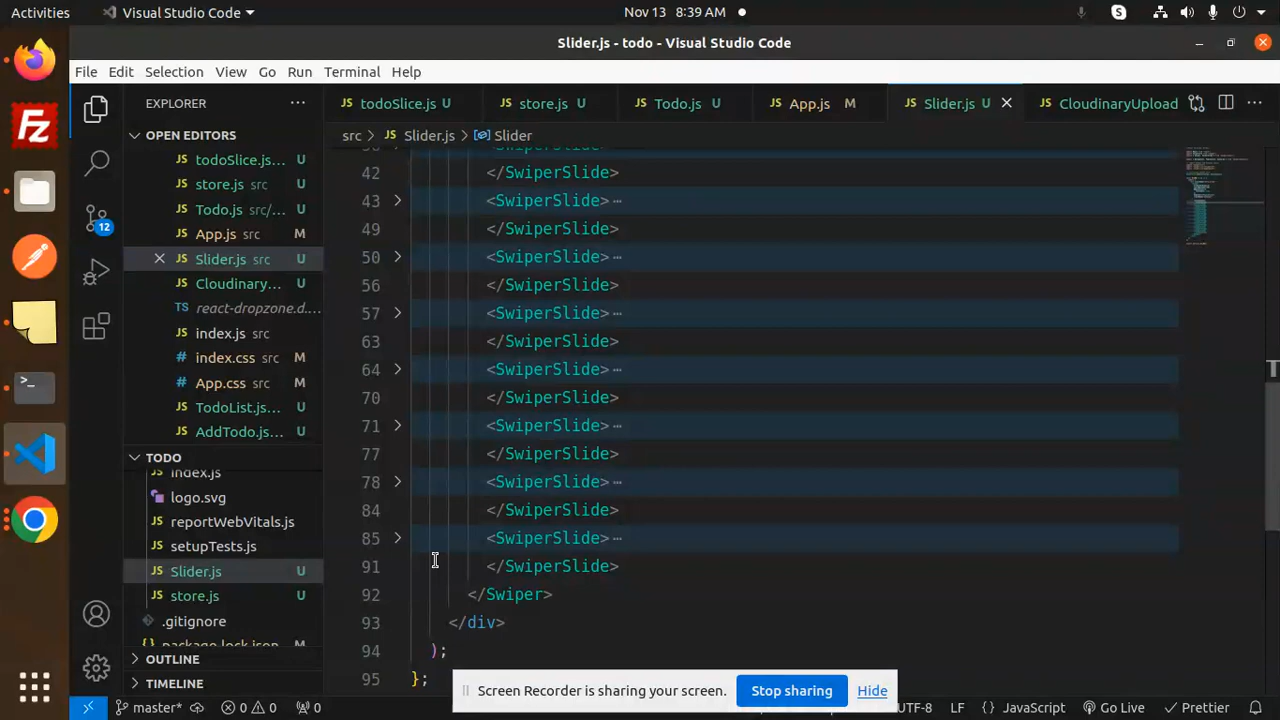 Activities
Visual Studio Code
Nov 13 8:39 AM
Slider.js - todo - Visual Studio Code
File Edit Selection View Go Run Terminal Help
EXPLORER
OPEN EDITORS
todoSlice.js... U
store.js src U
Todo.js src/... U
App.js src M
Slider.js src U
Cloudinary... U
react-dropzone.d....
index.js src
index.css src M
App.css src M
TodoList.js... U
AddTodo.js... U
TODO
index.js
logo.svg
reportWebVitals.js
setupTests.js
Slider.js U
store.js U
.gitignore
package-lock.json
OUTLINE
TIMELINE
todoSlice.js U
store.js U
Todo.js U
App.js M
Slider.js U
CloudinaryUpload
src > Slider.js > Slider
<SwiperSlide>
42 </SwiperSlide>
43 <SwiperSlide>…
49 </SwiperSlide>
50 <SwiperSlide>…
56 </SwiperSlide>
57 <SwiperSlide>…
63 </SwiperSlide>
64 <SwiperSlide>…
70 </SwiperSlide>
71 <SwiperSlide>…
77 </SwiperSlide>
78 <SwiperSlide>…
84 </SwiperSlide>
85 <SwiperSlide>…
91 </SwiperSlide>
92 </Swiper>
93 </div>
94 );
95 };
Screen Recorder is sharing your screen. Stop sharing Hide
12
master* 0 0 0 UTF-8 LF {} JavaScript Go Live Prettier